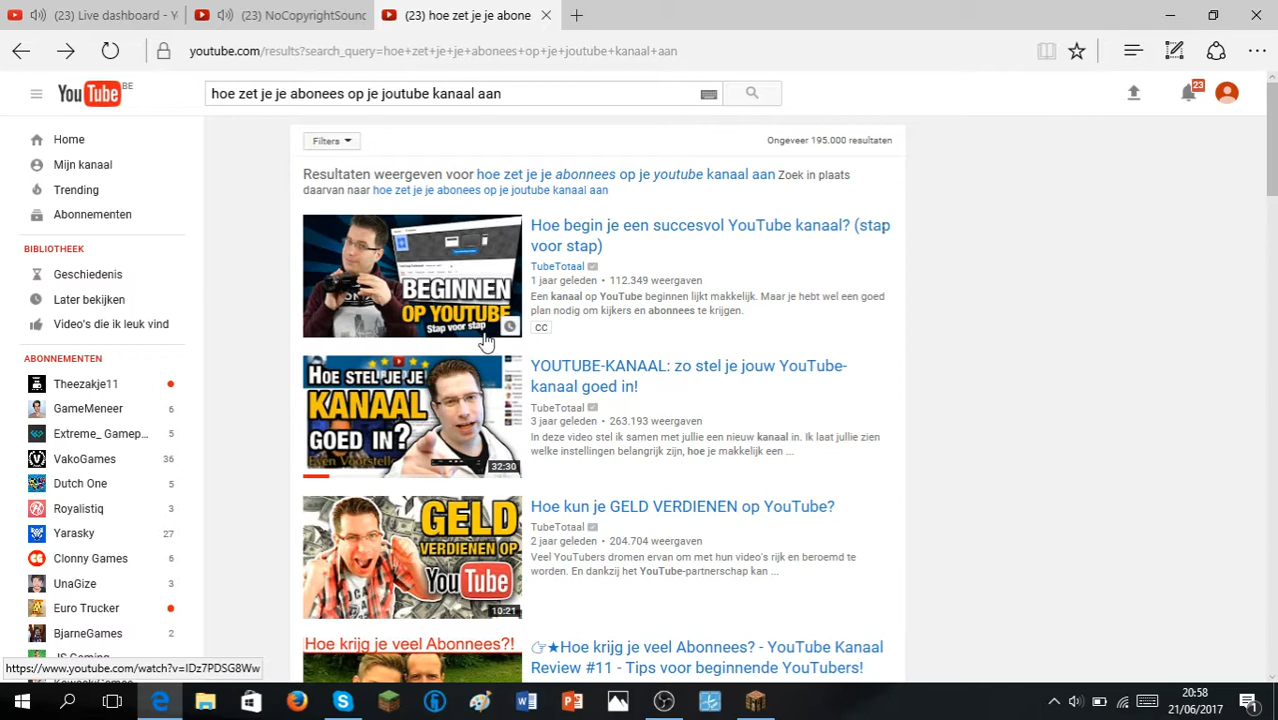 (23) Live dashboard - Y
(23) NoCopyrightSound
(23) hoe zet je je abone
youtube.com/results?search_query=hoe+zet+je+je+abonees+op+je+joutube+kanaal+aan
YouTube BE
hoe zet je je abonees op je joutube kanaal aan
23
Home
Mijn kanaal
Trending
Abonnementen
BIBLIOTHEEK
Geschiedenis
Later bekijken
Video's die ik leuk vind
ABONNEMENTEN
Theezakje11
GameMeneer 6
Extreme_ Gamep... 5
VakoGames 36
Dutch One 5
Royalistiq 3
Yarasky 27
Clonny Games 6
UnaGize 3
Euro Trucker
BjarneGames 2
Filters
Ongeveer 195.000 resultaten
Resultaten weergeven voor hoe zet je je abonnees op je youtube kanaal aan Zoek in plaats
daarvan naar hoe zet je je abonees op je joutube kanaal aan
BEGINNEN
OP YOUTUBE
Stap voor stap
Hoe begin je een succesvol YouTube kanaal? (stap
voor stap)
TubeTotaal
1 jaar geleden • 112.349 weergaven
Een kanaal op YouTube beginnen lijkt makkelijk. Maar je hebt wel een goed
plan nodig om kijkers en abonnees te krijgen.
CC
HOE STEL JE JE
KANAAL
GOED IN?
Even Voorstelle
32:30
YOUTUBE-KANAAL: zo stel je jouw YouTube-
kanaal goed in!
TubeTotaal
3 jaar geleden • 263.193 weergaven
In deze video stel ik samen met jullie een nieuw kanaal in. Ik laat jullie zien
welke instellingen belangrijk zijn, hoe je makkelijk een ...
GELD
VERDIENEN OP
YouTube
10:21
Hoe kun je GELD VERDIENEN op YouTube?
TubeTotaal
2 jaar geleden • 204.704 weergaven
Veel YouTubers dromen ervan om met hun video's rijk en beroemd te
worden. En dankzij het YouTube-partnerschap kan ...
Hoe krijg je veel Abonnees?!
👉★Hoe krijg je veel Abonnees? - YouTube Kanaal
Review #11 - Tips voor beginnende YouTubers!
https://www.youtube.com/watch?v=IDz7PDSG8Ww
20:58
21/06/2017
1